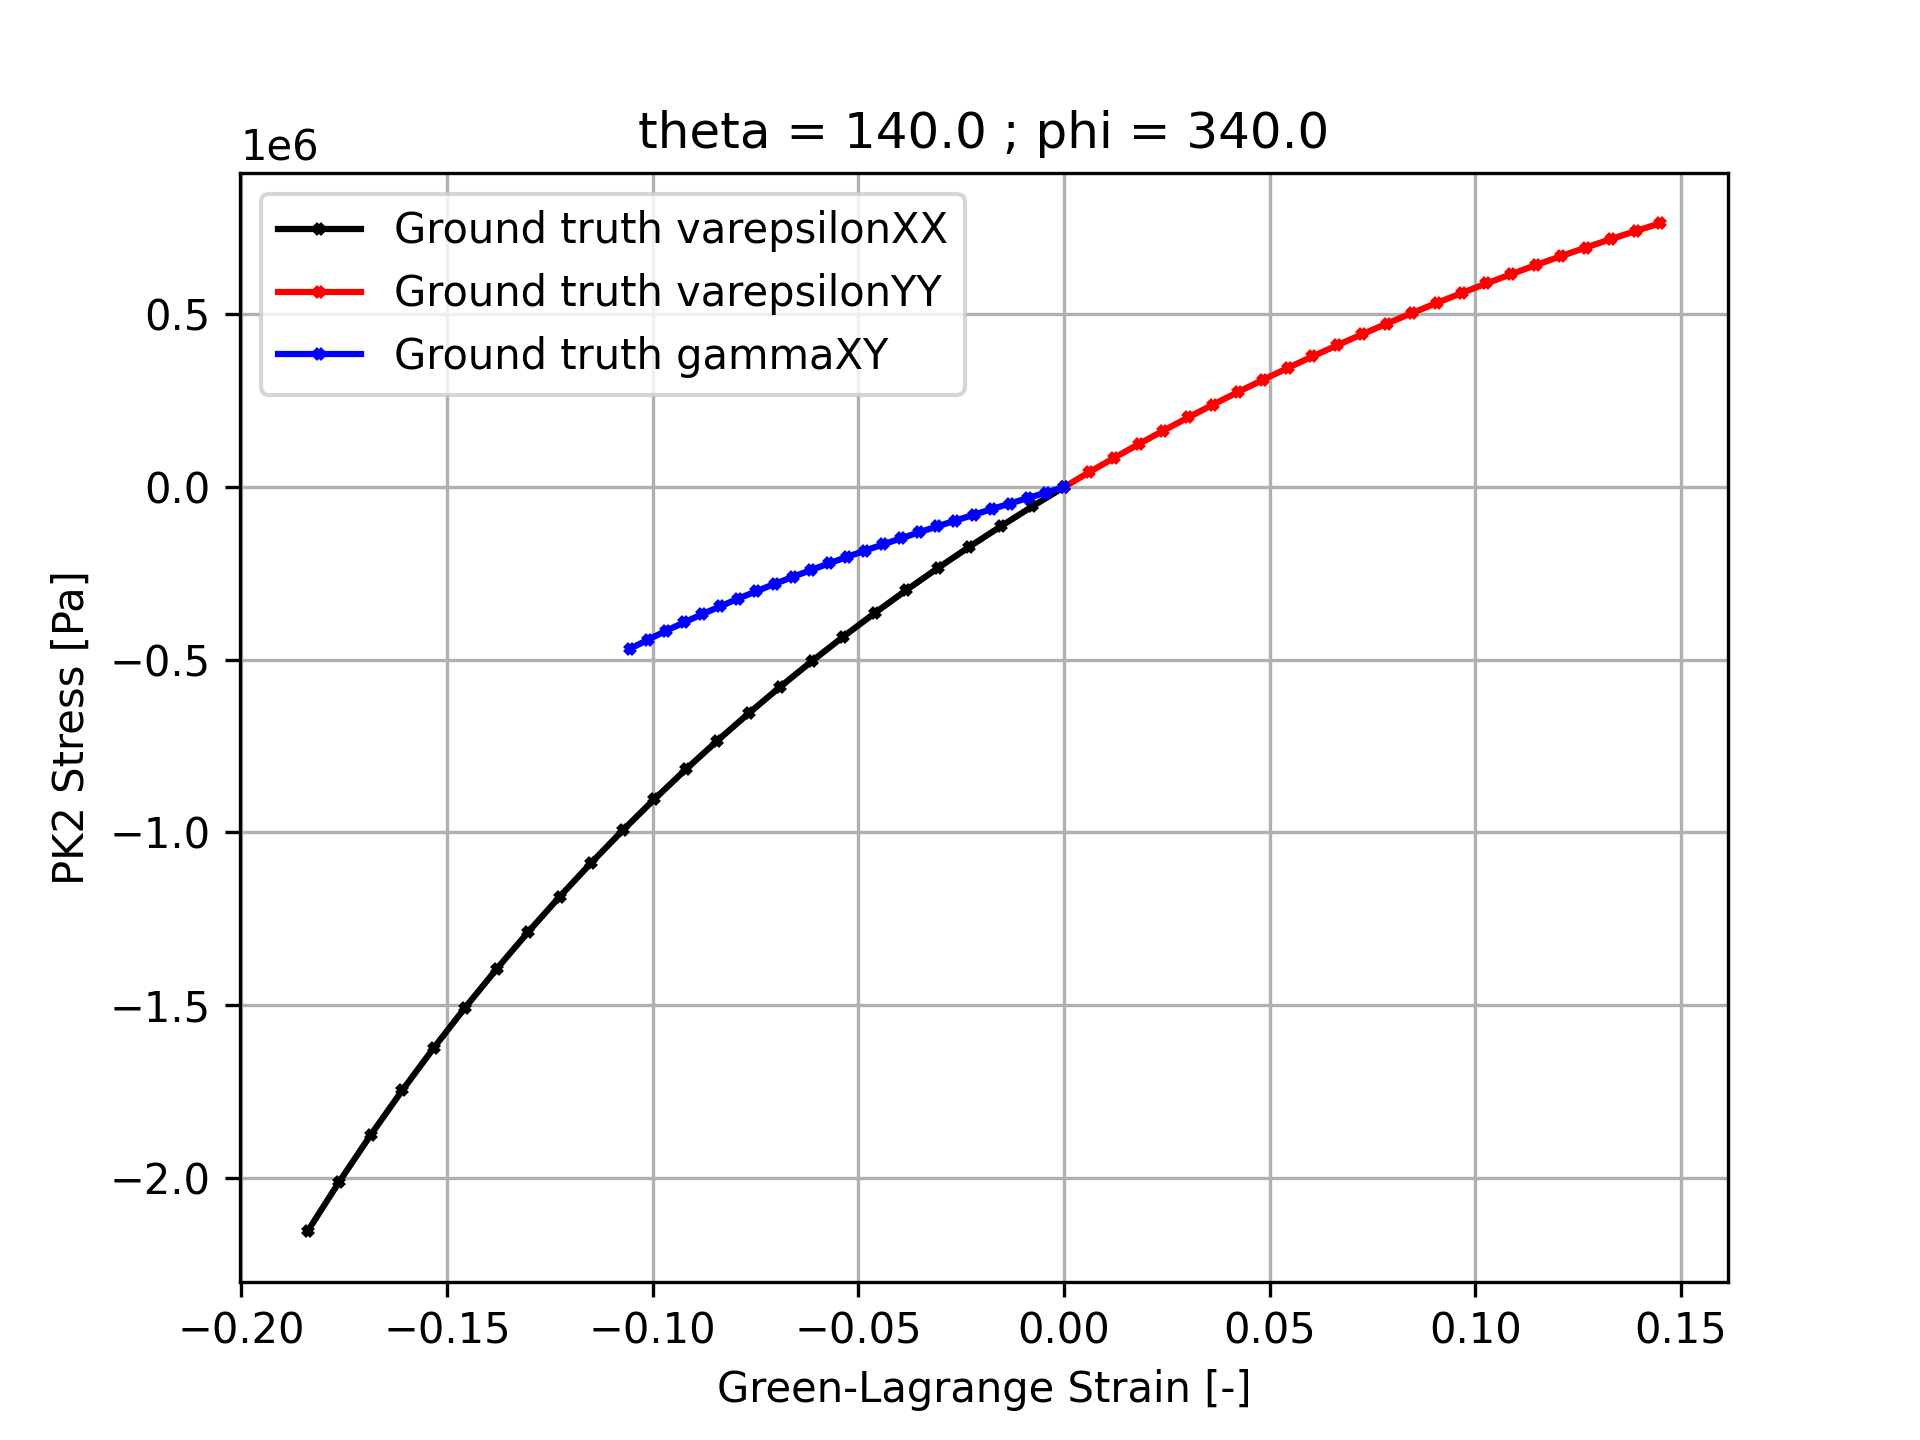 theta = 140.0 ; phi = 340.0
1e6
Ground truth varepsilonXX
Ground truth varepsilonYY
Ground truth gammaXY
0.5
0.0
−0.5
−1.0
−1.5
−2.0
PK2 Stress [Pa]
−0.20 −0.15 −0.10 −0.05 0.00 0.05 0.10 0.15
Green-Lagrange Strain [-]